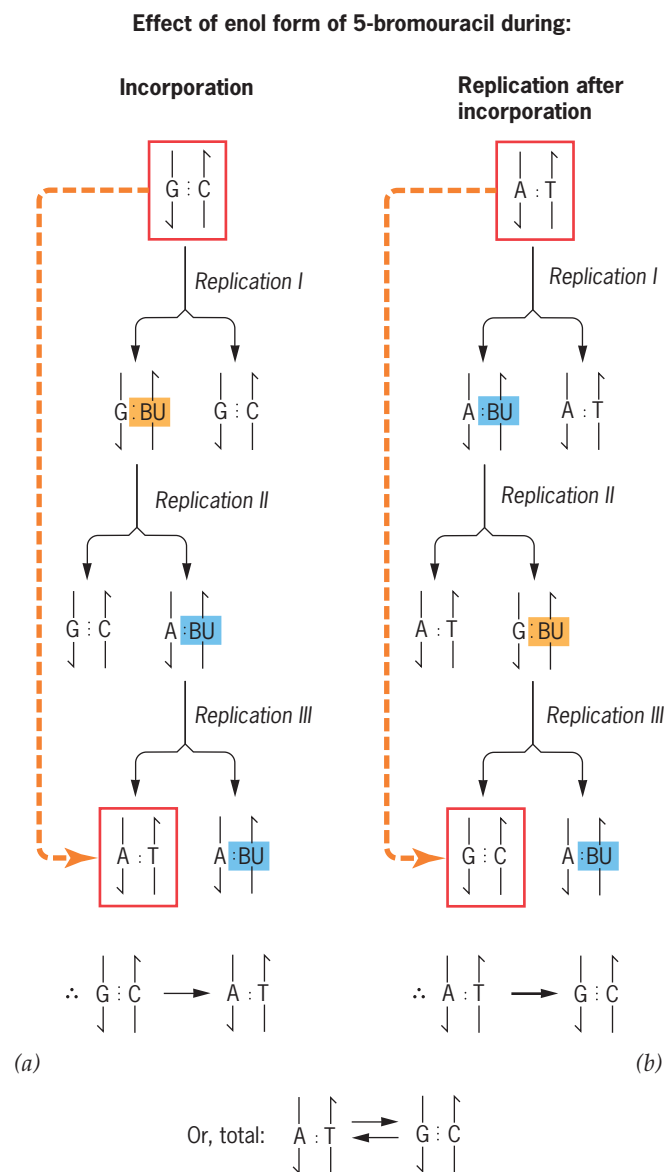 Effect of enol form of 5-bromouracil during:
Incorporation
Replication after
incorporation
G : C
A : T
Replication I
Replication I
G : BU
G : C
A : BU
A : T
Replication II
Replication II
G : C
A : BU
A : T
G : BU
Replication III
Replication III
A : T
A : BU
G : C
A : BU
∴ G : C → A : T
∴ A : T → G : C
(a)
(b)
Or, total: A : T ⇄ G : C